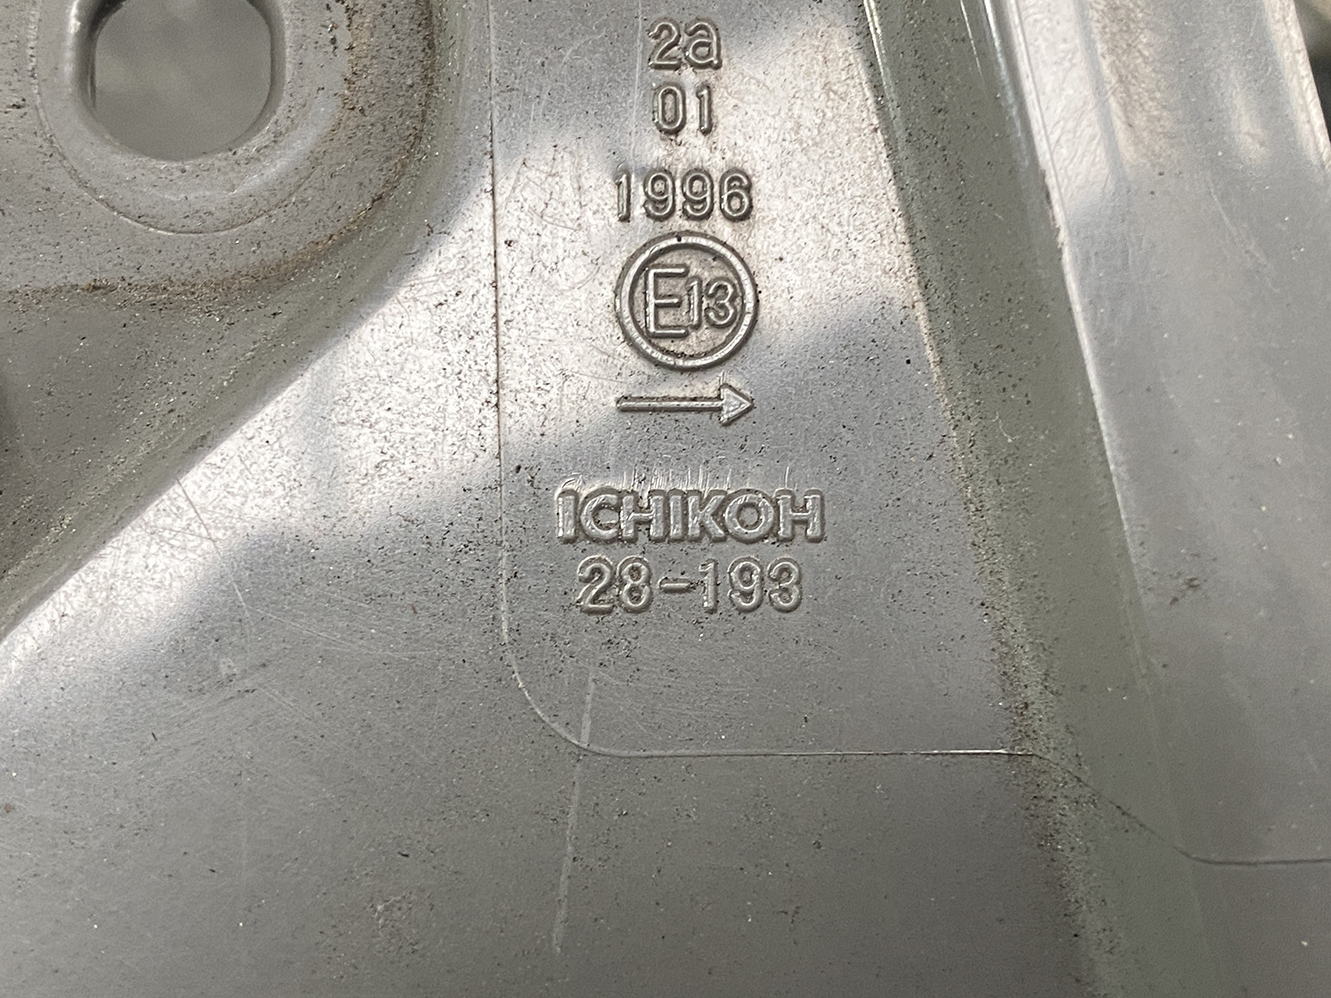 2a
01
1996
E13
→
ICHIKOH
28-193